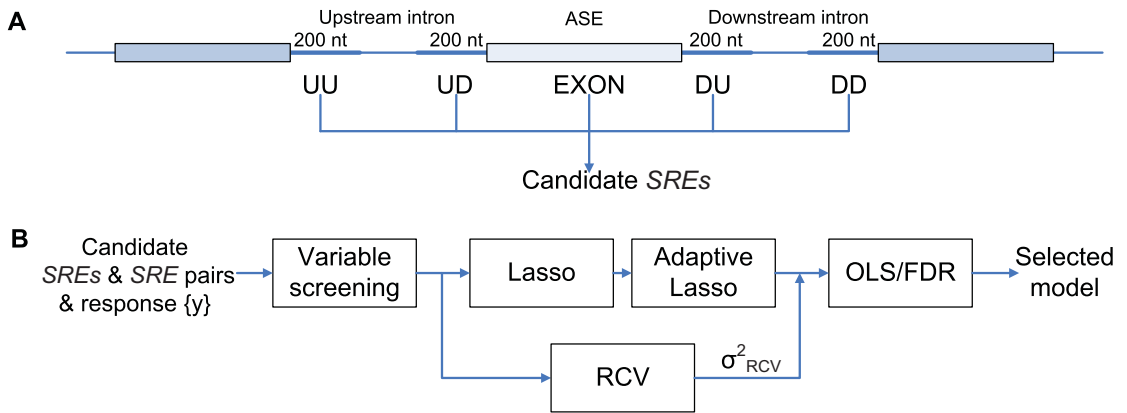 A
Upstream intron ASE Downstream intron
200 nt 200 nt 200 nt 200 nt
UU UD EXON DU DD
Candidate SREs
B
Candidate
SREs & SRE pairs
& response {y}
Variable
screening
Lasso
Adaptive
Lasso
OLS/FDR
Selected
model
RCV
σ²RCV